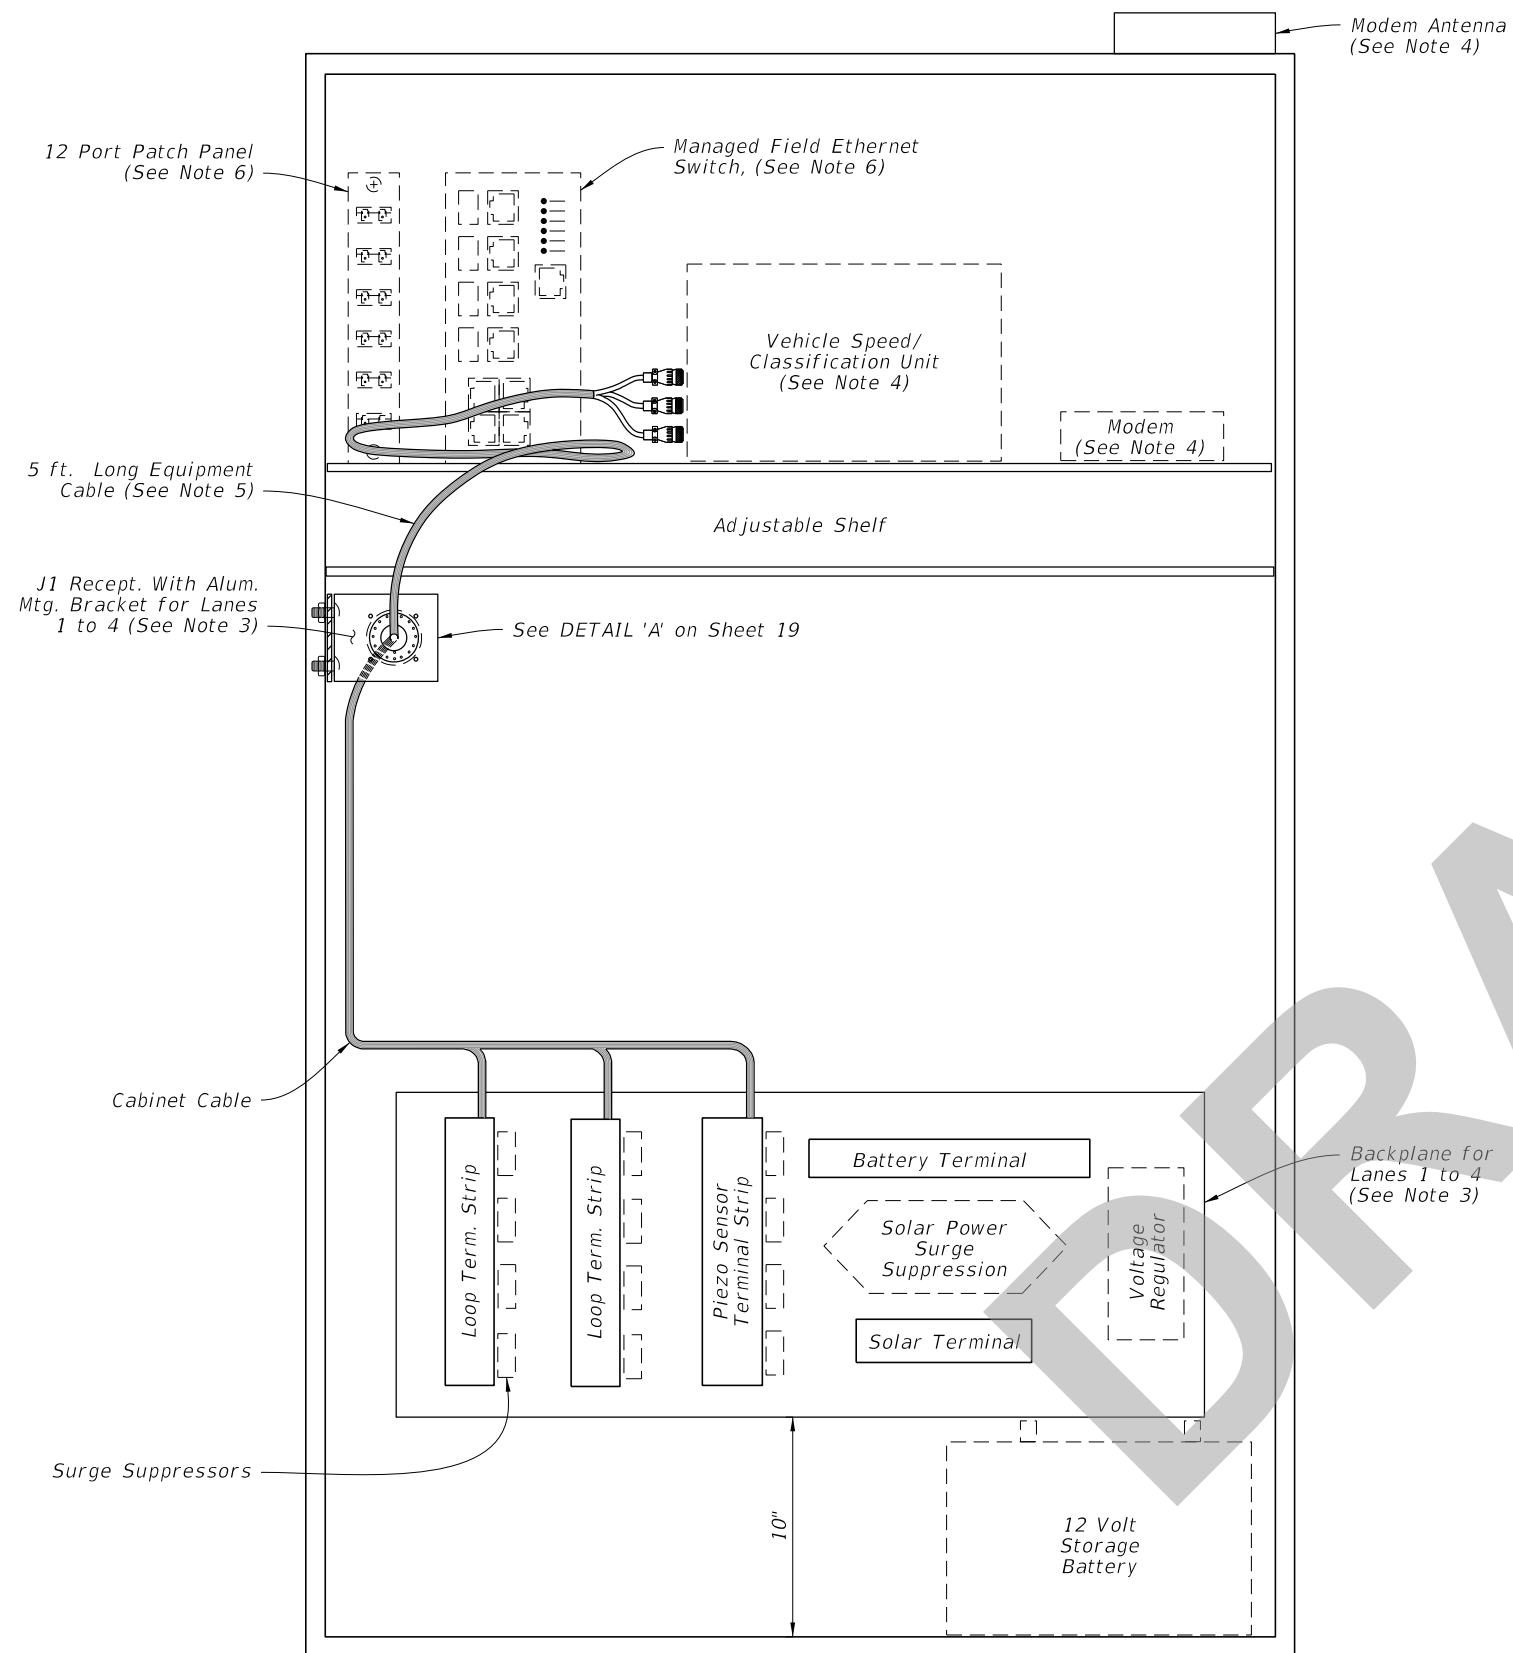 Modem Antenna
(See Note 4)
12 Port Patch Panel
(See Note 6)
Managed Field Ethernet
Switch, (See Note 6)
Vehicle Speed/
Classification Unit
(See Note 4)
Modem
(See Note 4)
5 ft. Long Equipment
Cable (See Note 5)
Adjustable Shelf
J1 Recept. With Alum.
Mtg. Bracket for Lanes
1 to 4 (See Note 3)
See DETAIL 'A' on Sheet 19
Cabinet Cable
Loop Term. Strip
Loop Term. Strip
Piezo Sensor
Terminal Strip
Battery Terminal
Solar Power
Surge
Suppression
Solar Terminal
Voltage
Regulator
Backplane for
Lanes 1 to 4
(See Note 3)
Surge Suppressors
10"
12 Volt
Storage
Battery
DRA